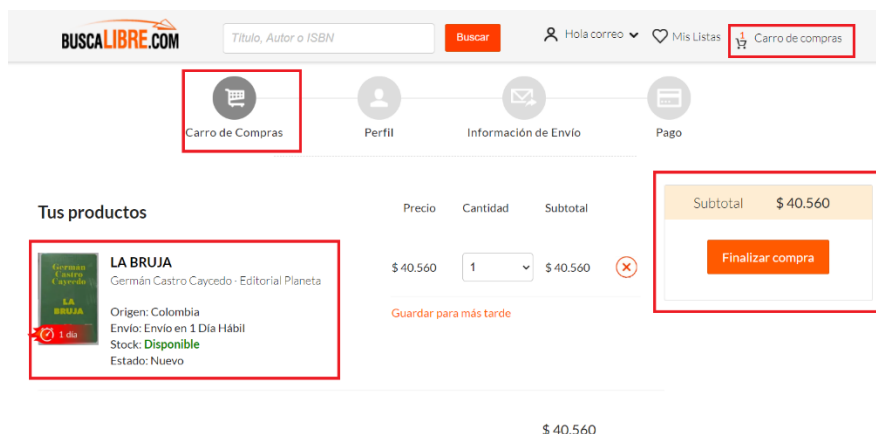 BUSCALIBRE.COM
Título, Autor o ISBN
Buscar
Hola correo
Mis Listas
1
Carro de compras
Carro de Compras
Perfil
Información de Envío
Pago
Tus productos
Precio
Cantidad
Subtotal
Subtotal $ 40.560
Finalizar compra
Germán
Castro
Caycedo
LA
BRUJA
1 día
LA BRUJA
Germán Castro Caycedo - Editorial Planeta
Origen: Colombia
Envío: Envío en 1 Día Hábil
Stock: Disponible
Estado: Nuevo
$ 40.560
1
$ 40.560
Guardar para más tarde
$ 40.560